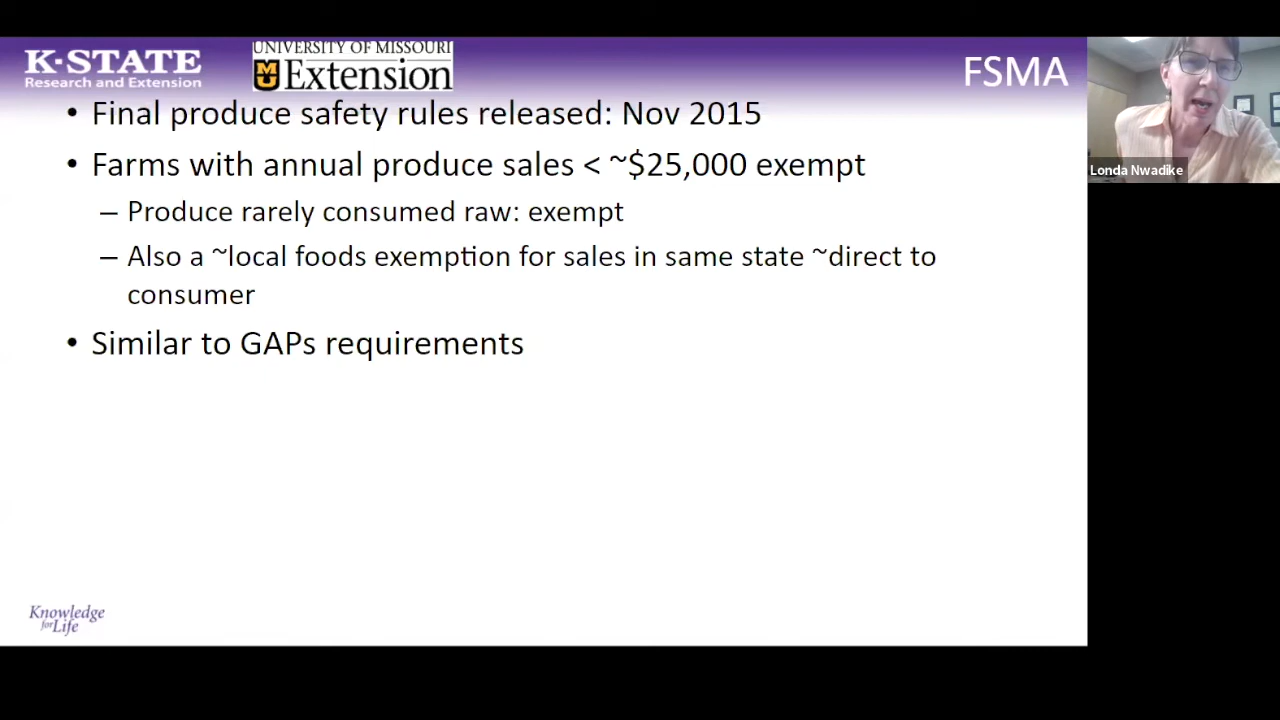 K-STATE
Research and Extension
UNIVERSITY OF MISSOURI
Extension
FSMA
• Final produce safety rules released: Nov 2015
• Farms with annual produce sales < ~$25,000 exempt
– Produce rarely consumed raw: exempt
– Also a ~local foods exemption for sales in same state ~direct to
consumer
• Similar to GAPs requirements
Londa Nwadike
Knowledge
for Life